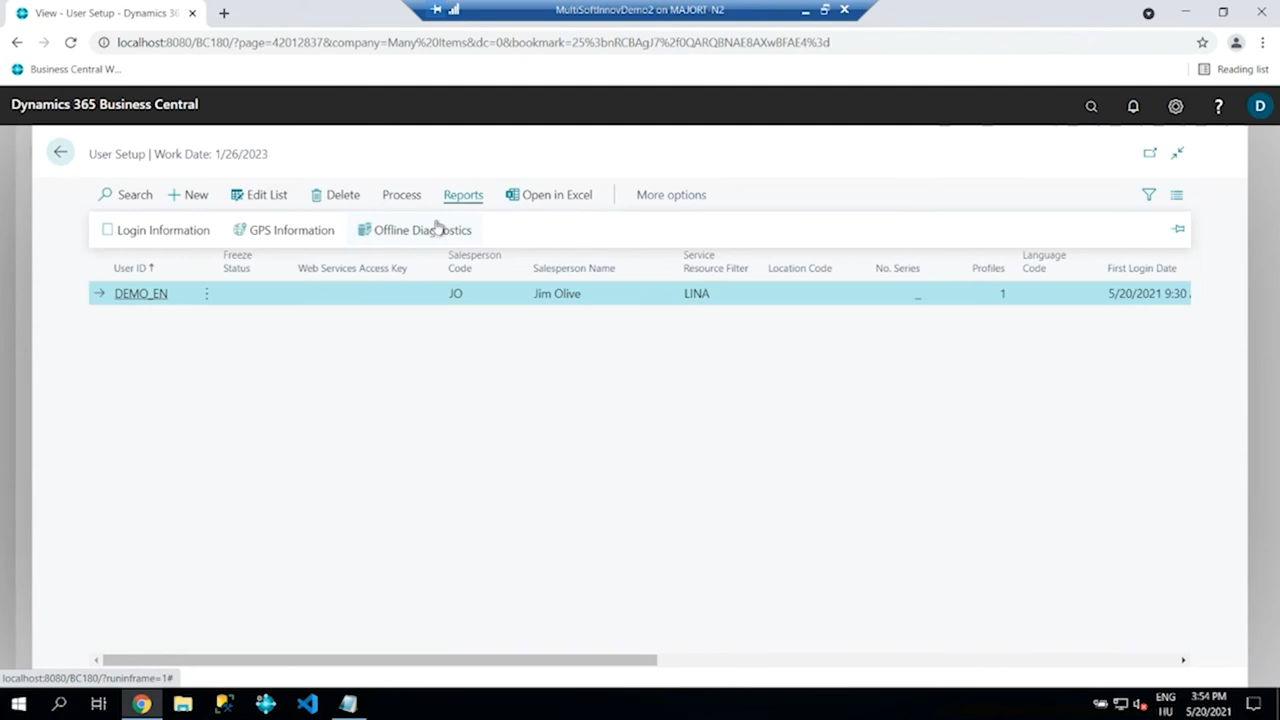 View - User Setup - Dynamics 36
MultiSoftInnovDemo2 on MAJORT-N2
localhost:8080/BC180/?page=42012837&company=Many%20Items&dc=0&bookmark=25%3bnRCBAgJ7%2f0QARQBNAE8AXwBFAE4%3d
Business Central W...
Reading list
Dynamics 365 Business Central
D
User Setup | Work Date: 1/26/2023
Search
New
Edit List
Delete
Process
Reports
Open in Excel
More options
Login Information
GPS Information
Offline Diagnostics
User ID ↑
Freeze
Status
Web Services Access Key
Salesperson
Code
Salesperson Name
Service
Resource Filter
Location Code
No. Series
Profiles
Language
Code
First Login Date
DEMO_EN
JO
Jim Olive
LINA
_
1
5/20/2021 9:30
localhost:8080/BC180/?runinframe=1#
ENG
HU
3:54 PM
5/20/2021